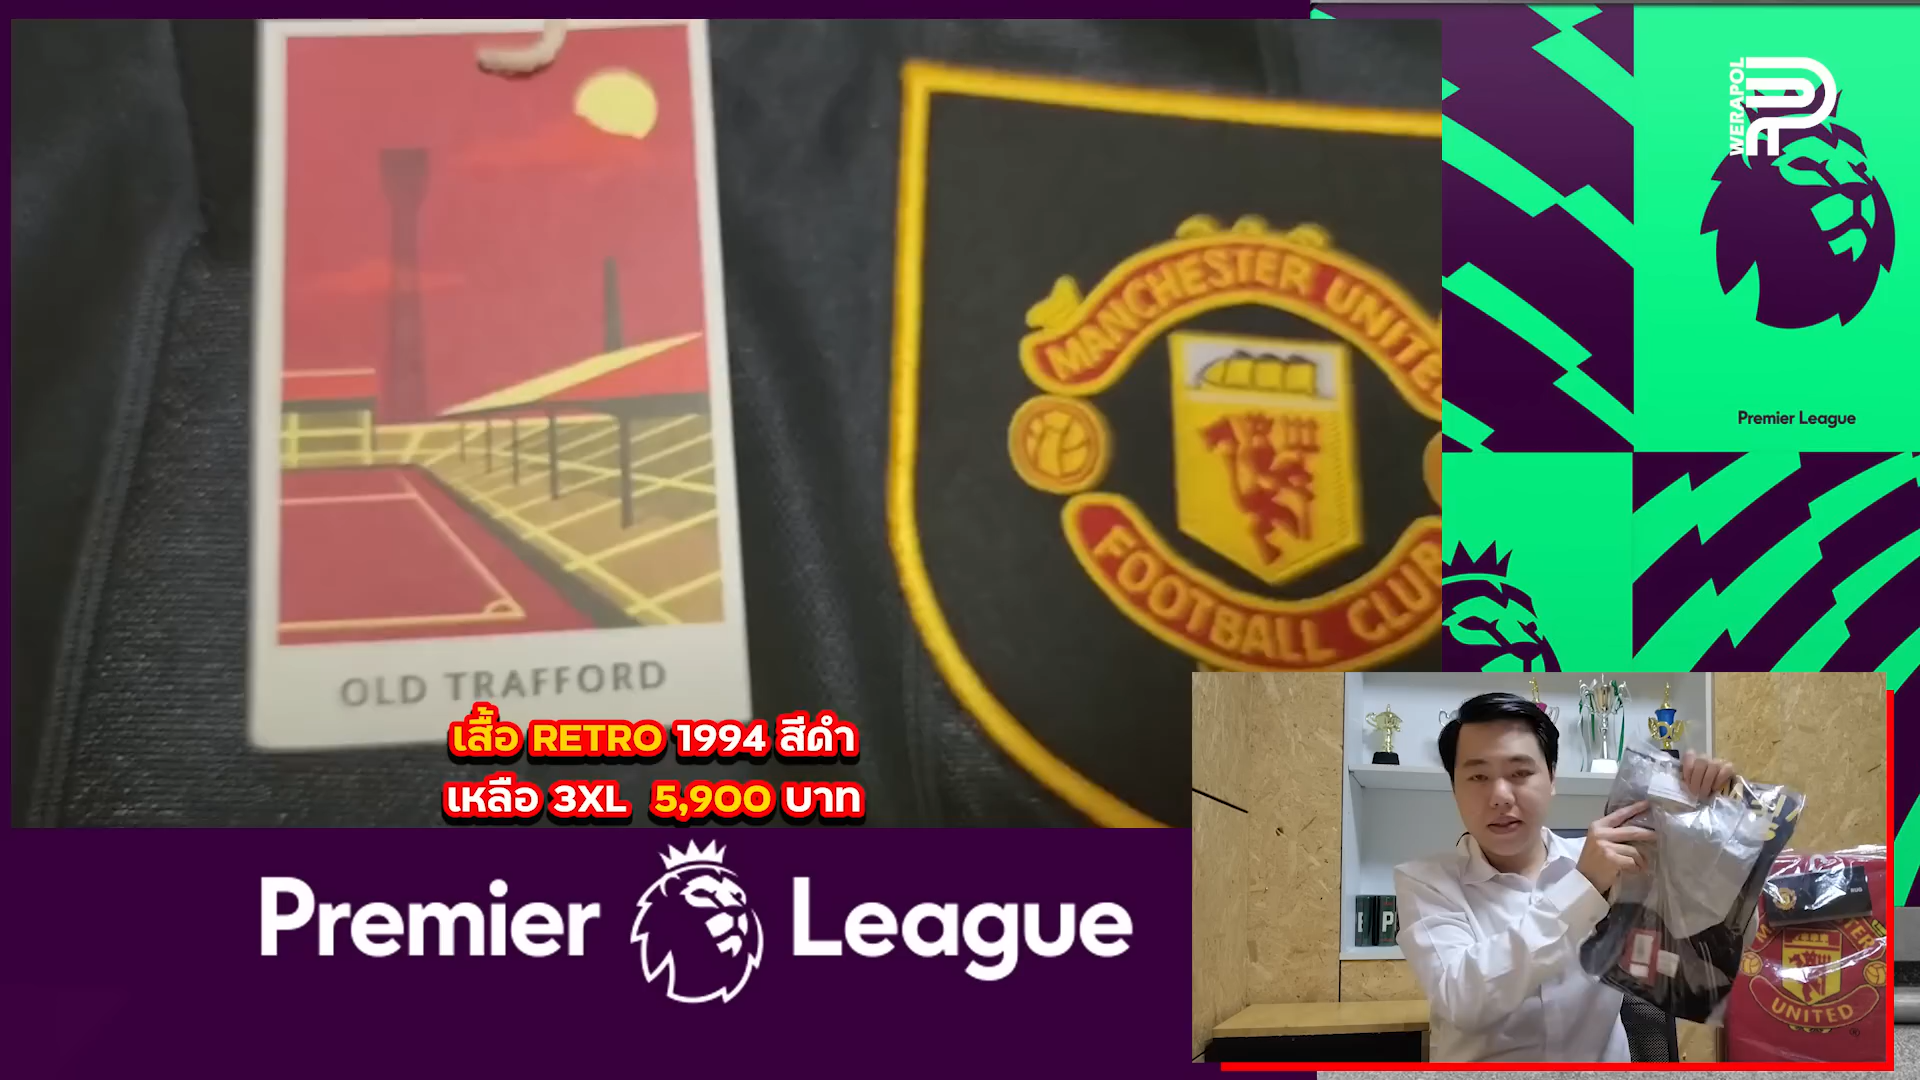 WERAPOL
Premier League
MANCHESTER UNITED
FOOTBALL CLUB
OLD TRAFFORD
เสื้อ RETRO 1994 สีดำ
เหลือ 3XL 5,900 บาท
Premier League
UNITED